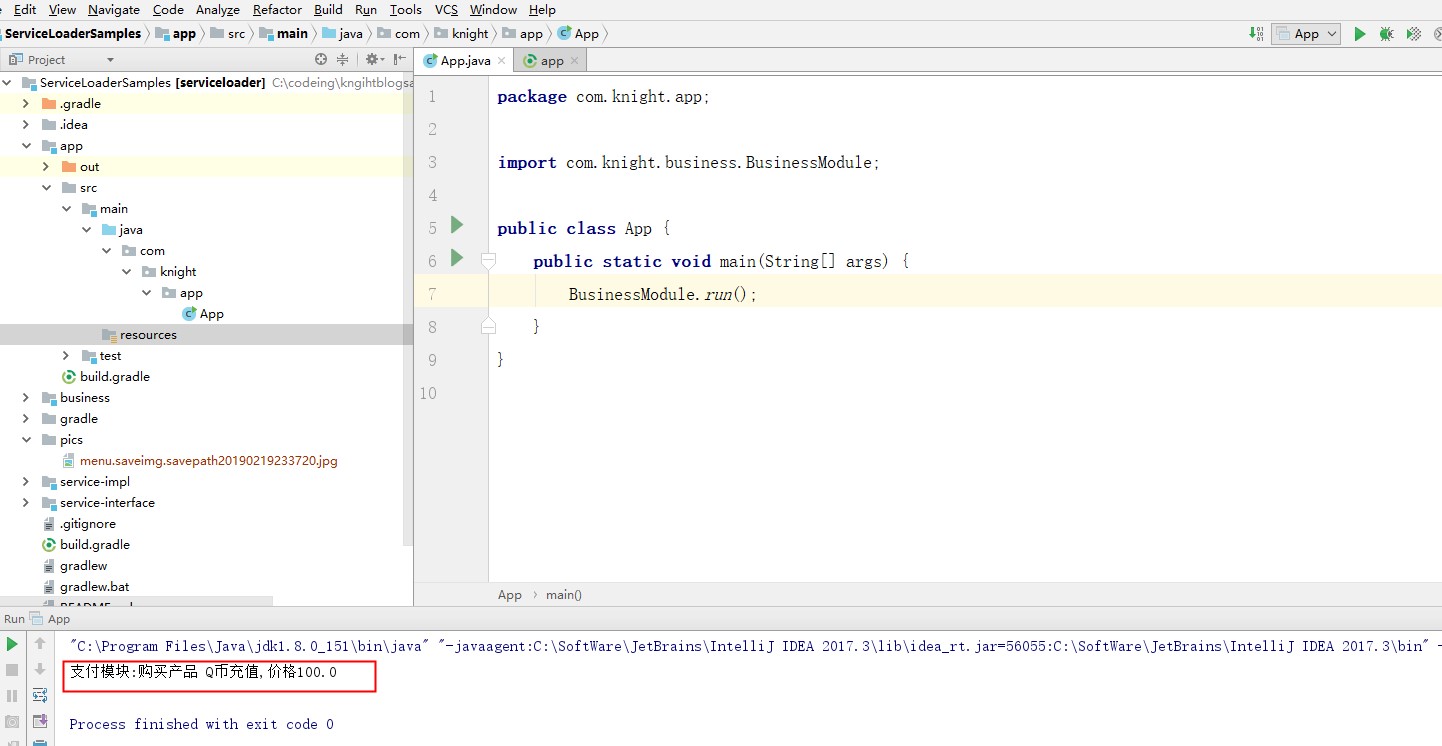 Edit View Navigate Code Analyze Refactor Build Run Tools VCS Window Help
ServiceLoaderSamples app src main java com knight app App
App
Project
App.java
app
ServiceLoaderSamples [serviceloader] C:\codeing\kngihtblogsa
.gradle
.idea
app
out
src
main
java
com
knight
app
App
resources
test
build.gradle
business
gradle
pics
menu.saveimg.savepath20190219233720.jpg
service-impl
service-interface
.gitignore
build.gradle
gradlew
gradlew.bat
1 package com.knight.app;
2
3 import com.knight.business.BusinessModule;
4
5 public class App {
6 public static void main(String[] args) {
7 BusinessModule.run();
8 }
9 }
10
App main()
Run App
"C:\Program Files\Java\jdk1.8.0_151\bin\java" "-javaagent:C:\SoftWare\JetBrains\IntelliJ IDEA 2017.3\lib\idea_rt.jar=56055:C:\SoftWare\JetBrains\IntelliJ IDEA 2017.3\bin" -
支付模块:购买产品 Q币充值,价格100.0
Process finished with exit code 0